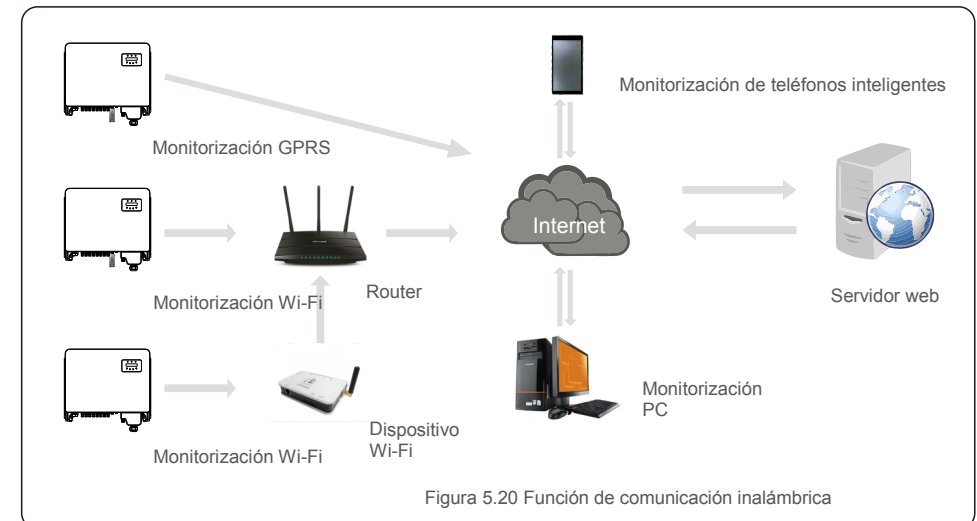 Monitorización de teléfonos inteligentes
Monitorización GPRS
Internet
Monitorización Wi-Fi
Router
Servidor web
Monitorización
PC
Dispositivo
Wi-Fi
Monitorización Wi-Fi
Figura 5.20 Función de comunicación inalámbrica